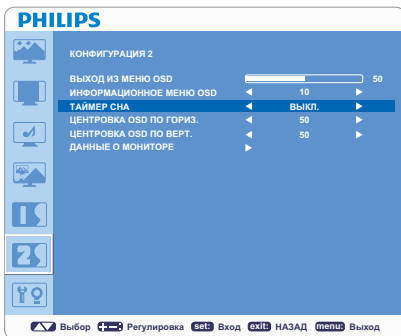 PHILIPS
КОНФИГУРАЦИЯ 2
ВЫХОД ИЗ МЕНЮ OSD 50
ИНФОРМАЦИОННОЕ МЕНЮ OSD 10
ТАЙМЕР СНА ВЫКЛ.
ЦЕНТРОВКА OSD ПО ГОРИЗ. 50
ЦЕНТРОВКА OSD ПО ВЕРТ. 50
ДАННЫЕ О МОНИТОРЕ
Выбор Регулировка set: Вход exit: НАЗАД menu: Выход